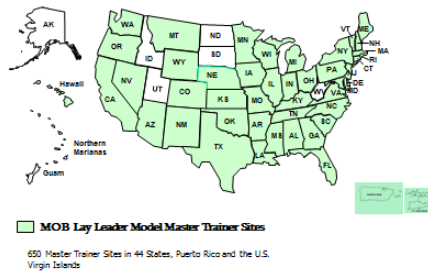 AK
WA
OR
CA
NV
ID
MT
WY
UT
CO
AZ
NM
ND
SD
NE
KS
OK
TX
MN
IA
MO
AR
LA
WI
IL
MI
IN
OH
KY
TN
MS
AL
GA
FL
SC
NC
VA
WV
PA
NY
VT
ME
NH
MA
RI
CT
NJ
DE
MD
Hawaii
Northern
Marianas
Guam
MOB Lay Leader Model Master Trainer Sites
650 Master Trainer Sites in 44 States, Puerto Rico and the U.S.
Virgin Islands